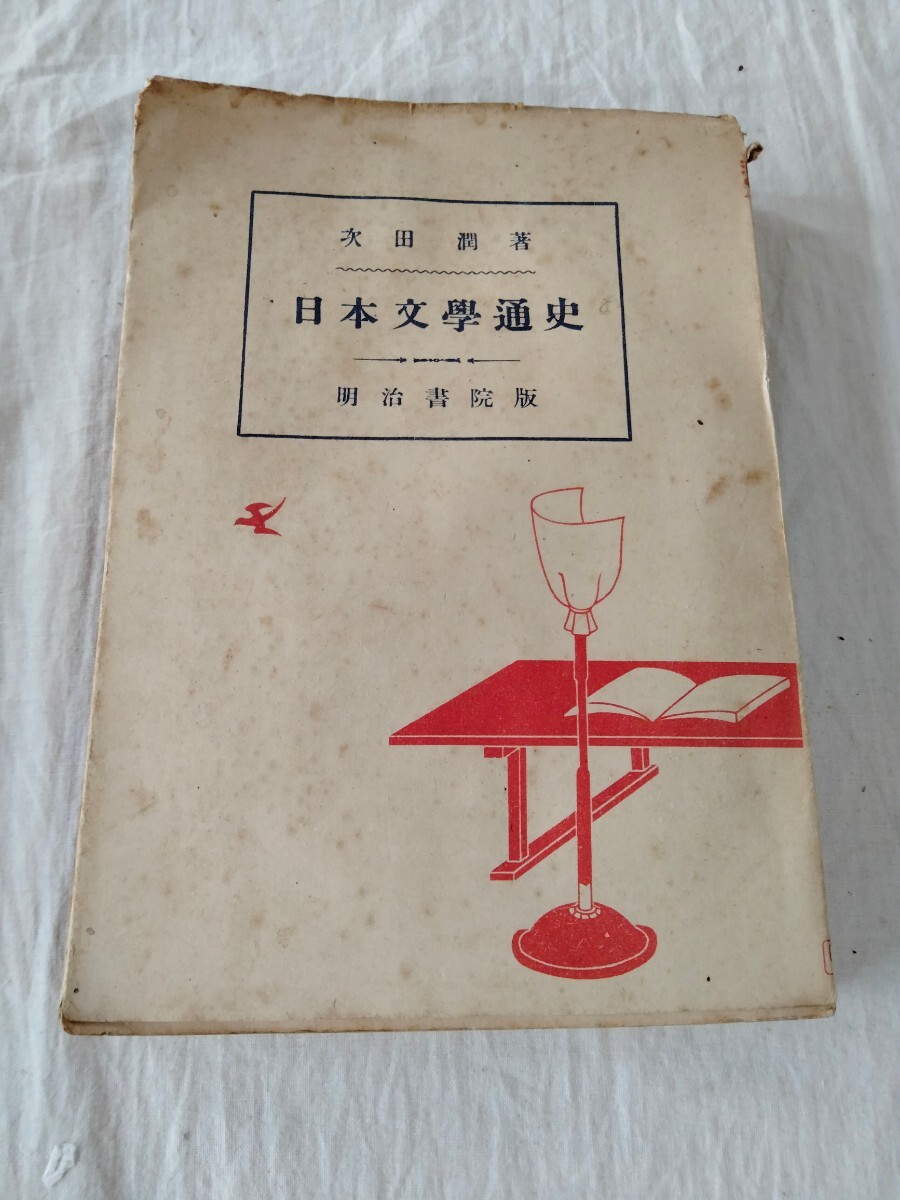 次田潤著
日本文學通史
明治書院版